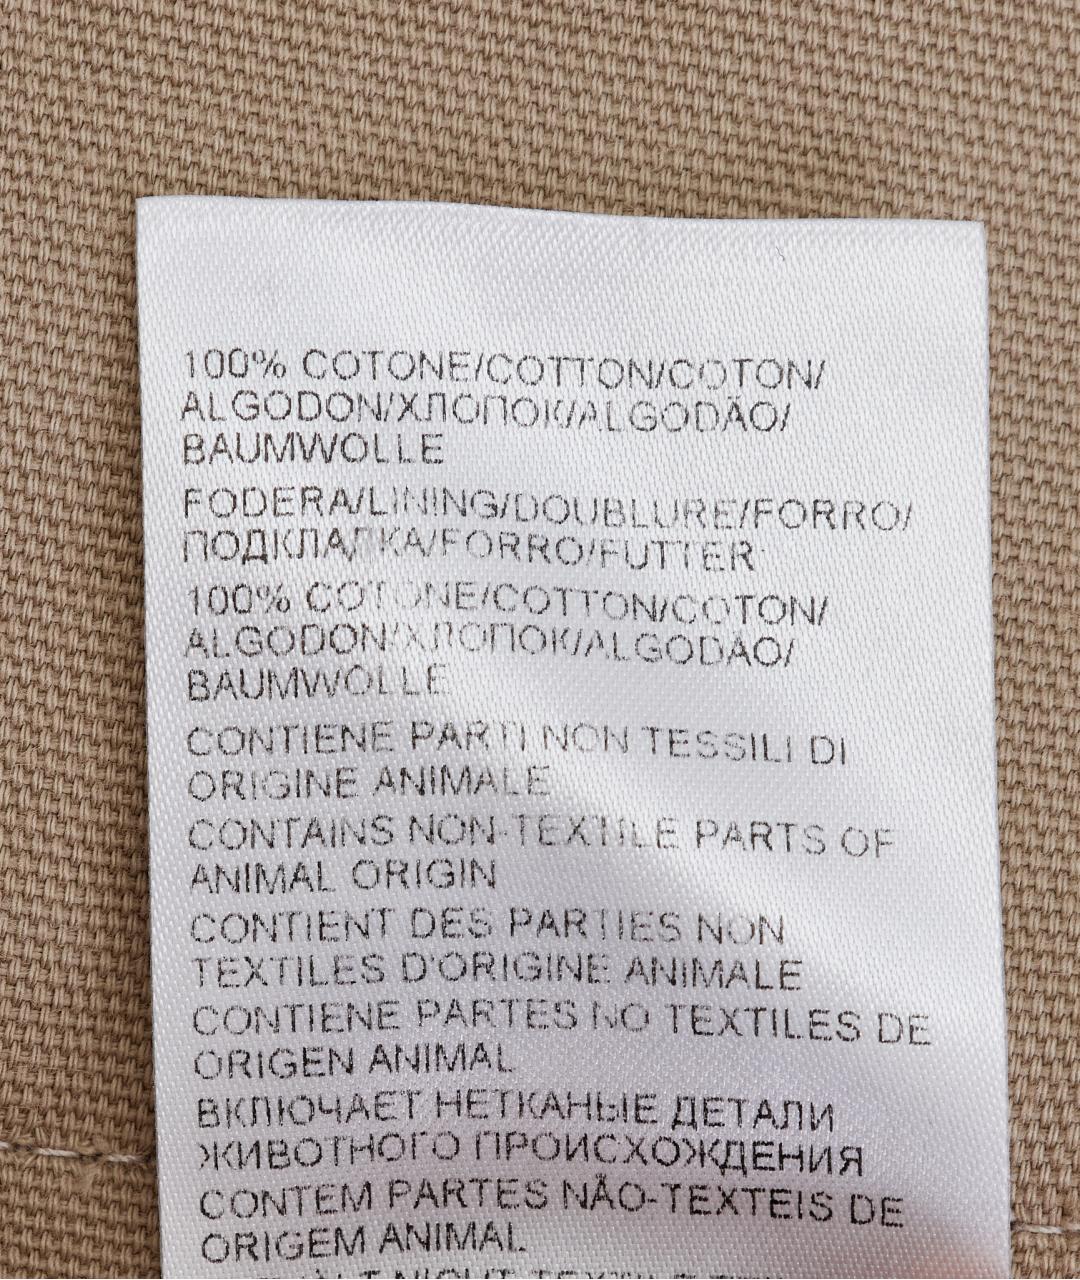 100% COTONE/COTTON/COTON/
ALGODON/ХЛОПОК/ALGODÃO/
BAUMWOLLE
FODERA/LINING/DOUBLURE/FORRO/
ПОДКЛАДКА/FORRO/FUTTER
100% COTONE/COTTON/COTON/
ALGODON/ХЛОПОК/ALGODÃO/
BAUMWOLLE
CONTIENE PARTI NON TESSILI DI
ORIGINE ANIMALE
CONTAINS NON-TEXTILE PARTS OF
ANIMAL ORIGIN
CONTIENT DES PARTIES NON
TEXTILES D'ORIGINE ANIMALE
CONTIENE PARTES NO TEXTILES DE
ORIGEN ANIMAL
ВКЛЮЧАЕТ НЕТКАНЫЕ ДЕТАЛИ
ЖИВОТНОГО ПРОИСХОЖДЕНИЯ
CONTEM PARTES NÃO-TEXTEIS DE
ORIGEM ANIMAL